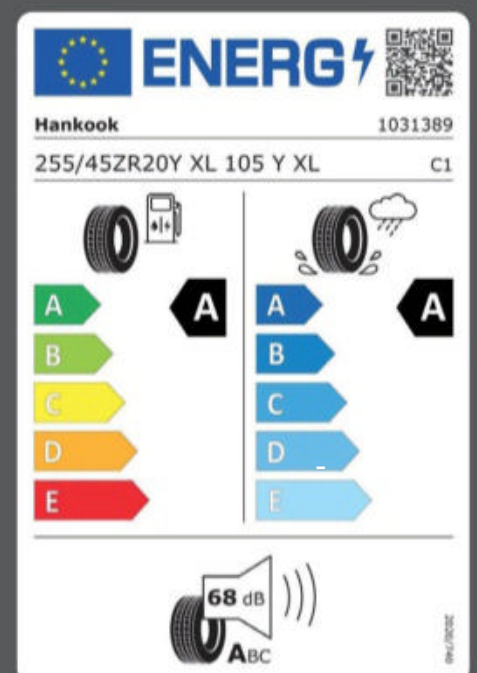 ENERG
Hankook 1031389
255/45ZR20Y XL 105 Y XL C1
A A A A
B B
C C
D D
E E
68 dB
ABC
2020/740